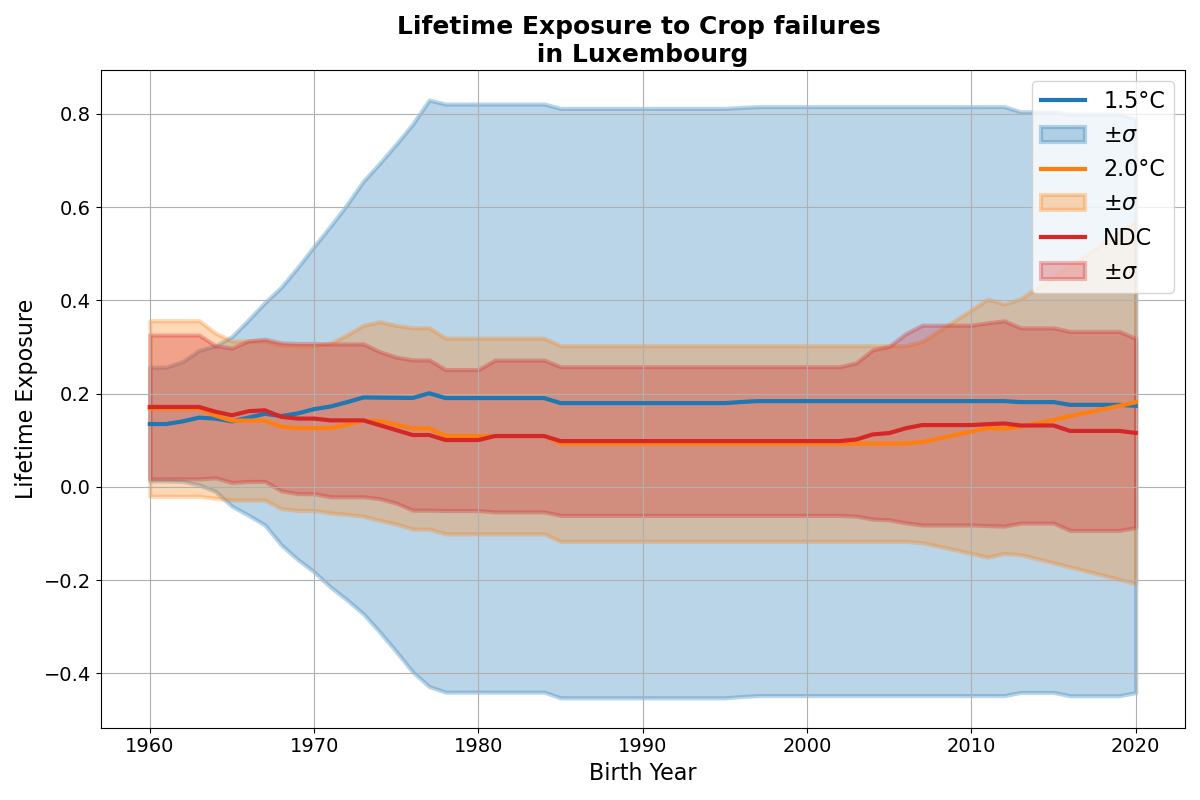 Lifetime Exposure to Crop failures
in Luxembourg
1.5°C
±σ
2.0°C
±σ
NDC
±σ
Lifetime Exposure
0.8
0.6
0.4
0.2
0.0
−0.2
−0.4
1960 1970 1980 1990 2000 2010 2020
Birth Year